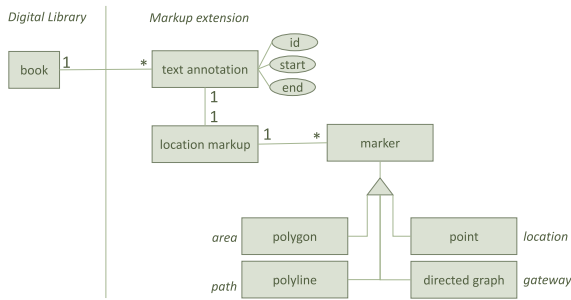 Digital Library
Markup extension
book
1
*
text annotation
id
start
end
1
1
location markup
1
*
marker
area
polygon
point
location
path
polyline
directed graph
gateway